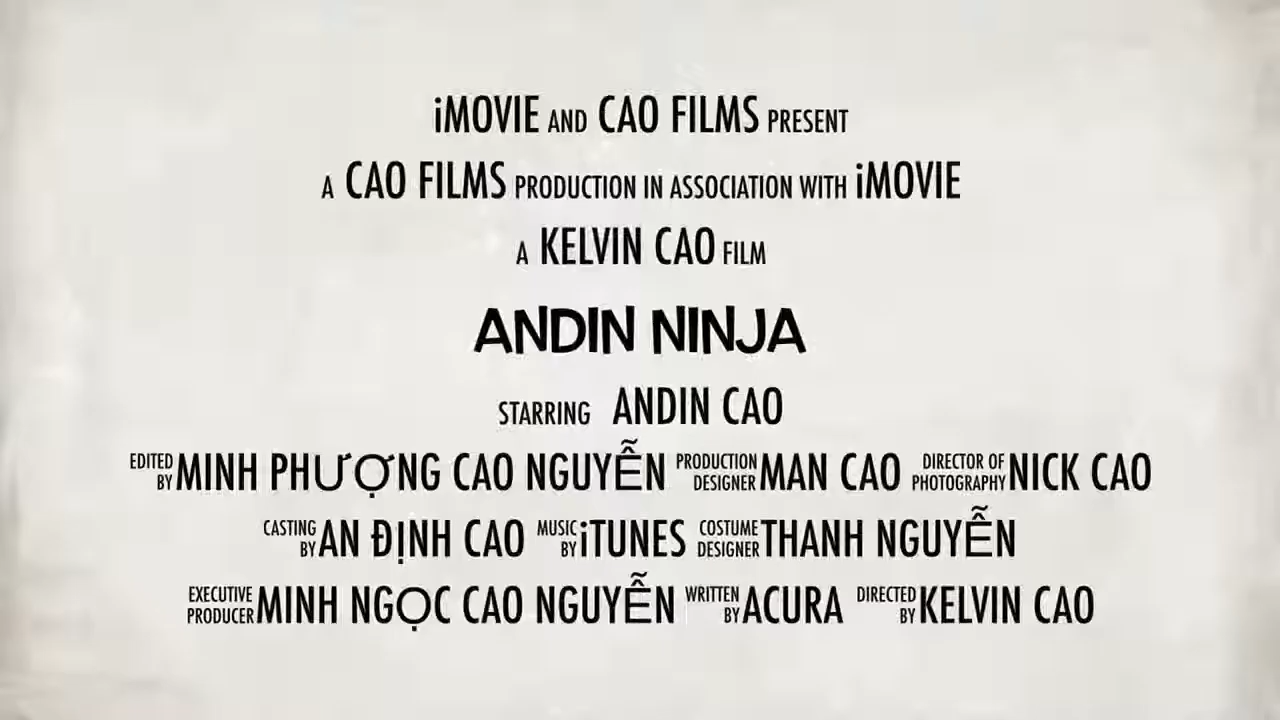 iMOVIE AND CAO FILMS PRESENT
A CAO FILMS PRODUCTION IN ASSOCIATION WITH iMOVIE
A KELVIN CAO FILM
ANDIN NINJA
STARRING ANDIN CAO
EDITED BY MINH PHƯỢNG CAO NGUYỄN PRODUCTION DESIGNER MAN CAO DIRECTOR OF PHOTOGRAPHY NICK CAO
CASTING BY AN ĐỊNH CAO MUSIC BY iTUNES COSTUME DESIGNER THANH NGUYỄN
EXECUTIVE PRODUCER MINH NGỌC CAO NGUYỄN WRITTEN BY ACURA DIRECTED BY KELVIN CAO